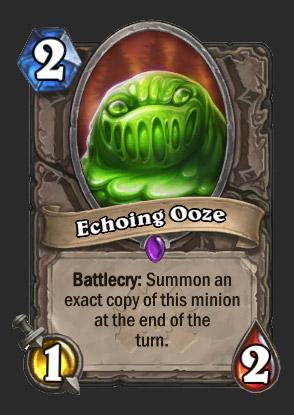 2
Echoing Ooze
Battlecry: Summon an
exact copy of this minion
at the end of the
turn.
1
2